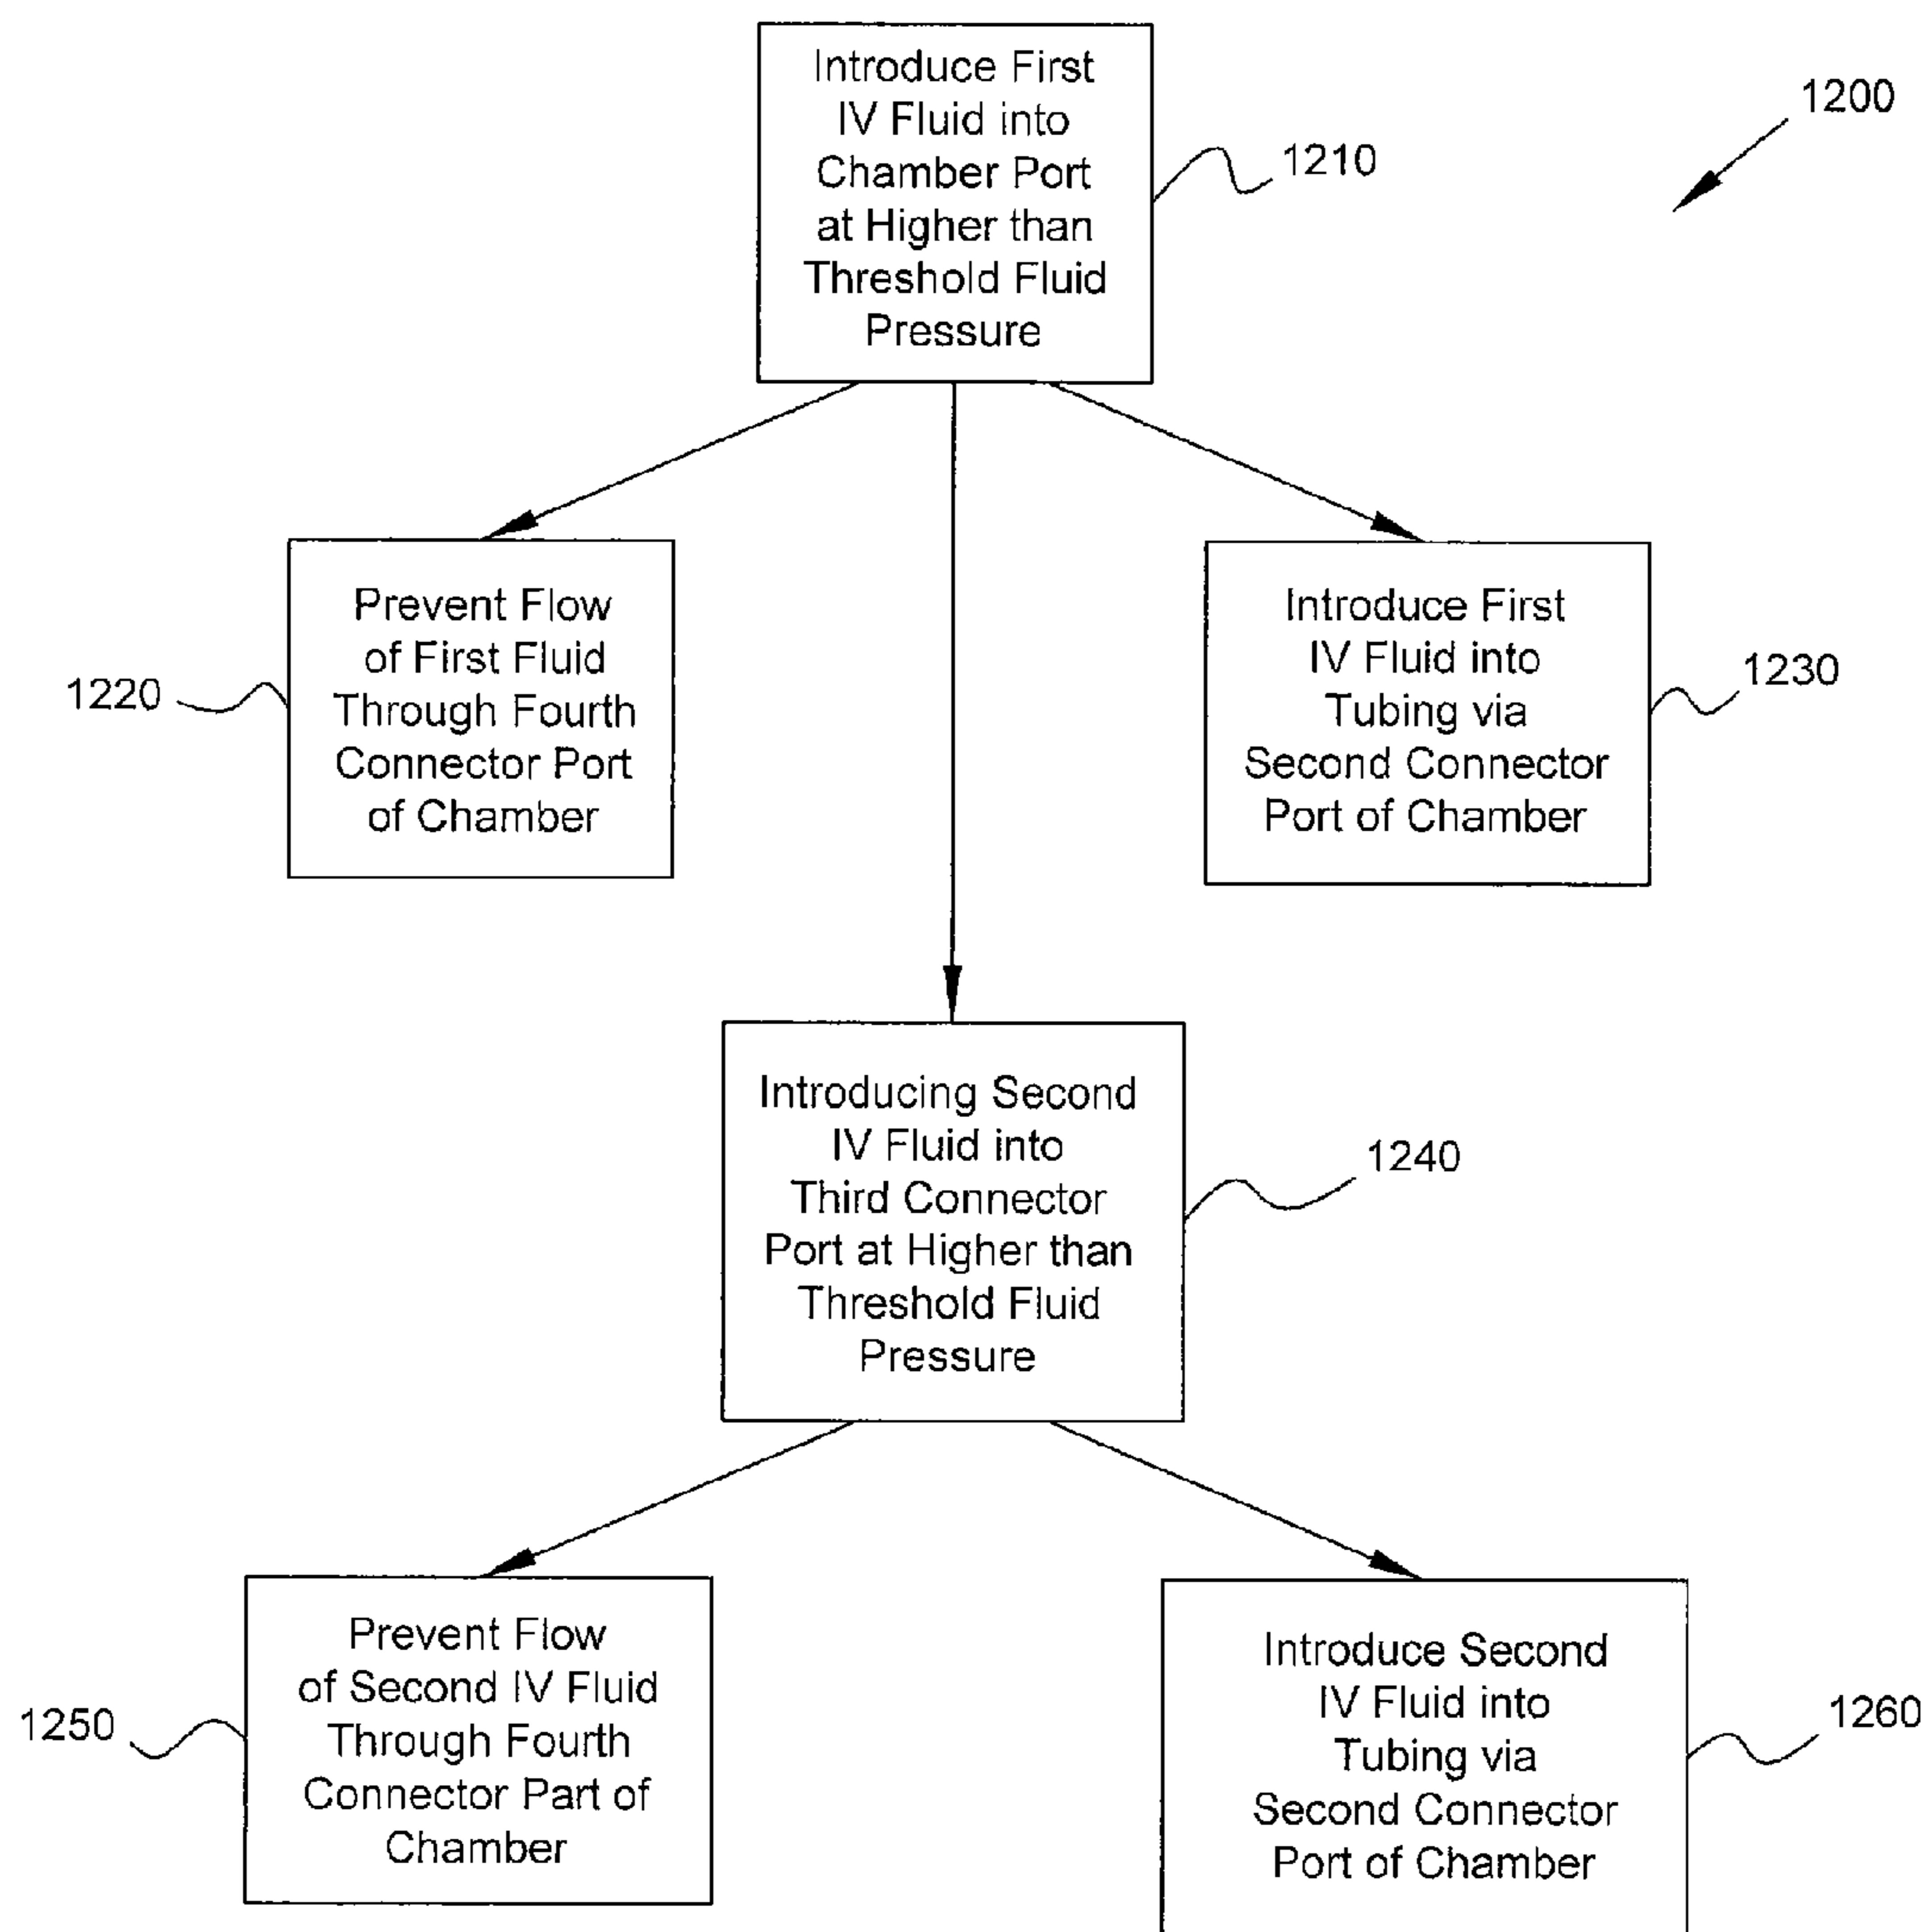 Introduce First
IV Fluid into
Chamber Port
at Higher than
Threshold Fluid
Pressure
1200
1210
Prevent Flow
of First Fluid
Through Fourth
Connector Port
of Chamber
1220
Introduce First
IV Fluid into
Tubing via
Second Connector
Port of Chamber
1230
Introducing Second
IV Fluid into
Third Connector
Port at Higher than
Threshold Fluid
Pressure
1240
Prevent Flow
of Second IV Fluid
Through Fourth
Connector Part of
Chamber
1250
Introduce Second
IV Fluid into
Tubing via
Second Connector
Port of Chamber
1260